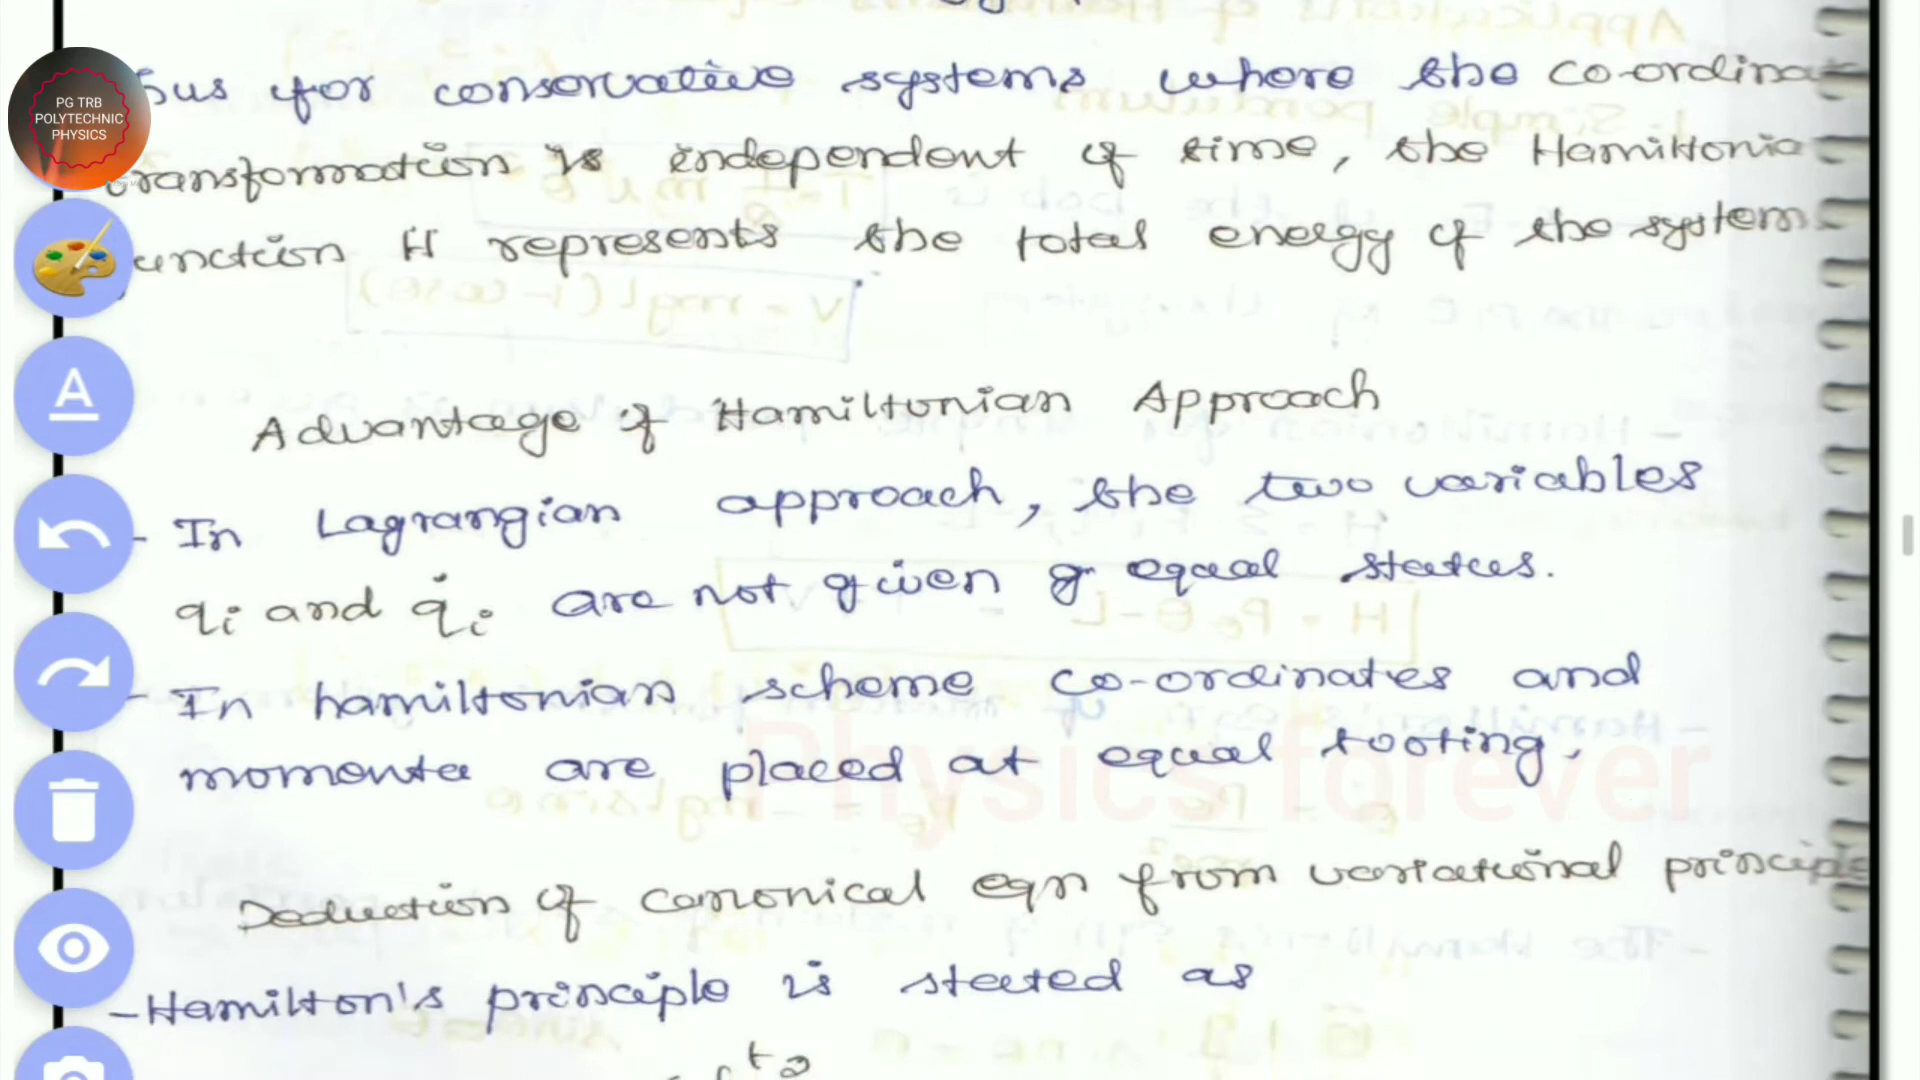 PG TRB
POLYTECHNIC
PHYSICS
for conservative systems where the co-ordina
transformation is independent of time, the Hamiltonia
unction H represents the total energy of the system.
Advantage of Hamiltonian Approach
- In Lagrangian approach, the two variables
qi and q̇i are not given equal status.
- In hamiltonian scheme co-ordinates and
momenta are placed at equal footing.
Physics forever
Deduction of canonical eqn from variational principle
- Hamilton's principle is stated as
t2